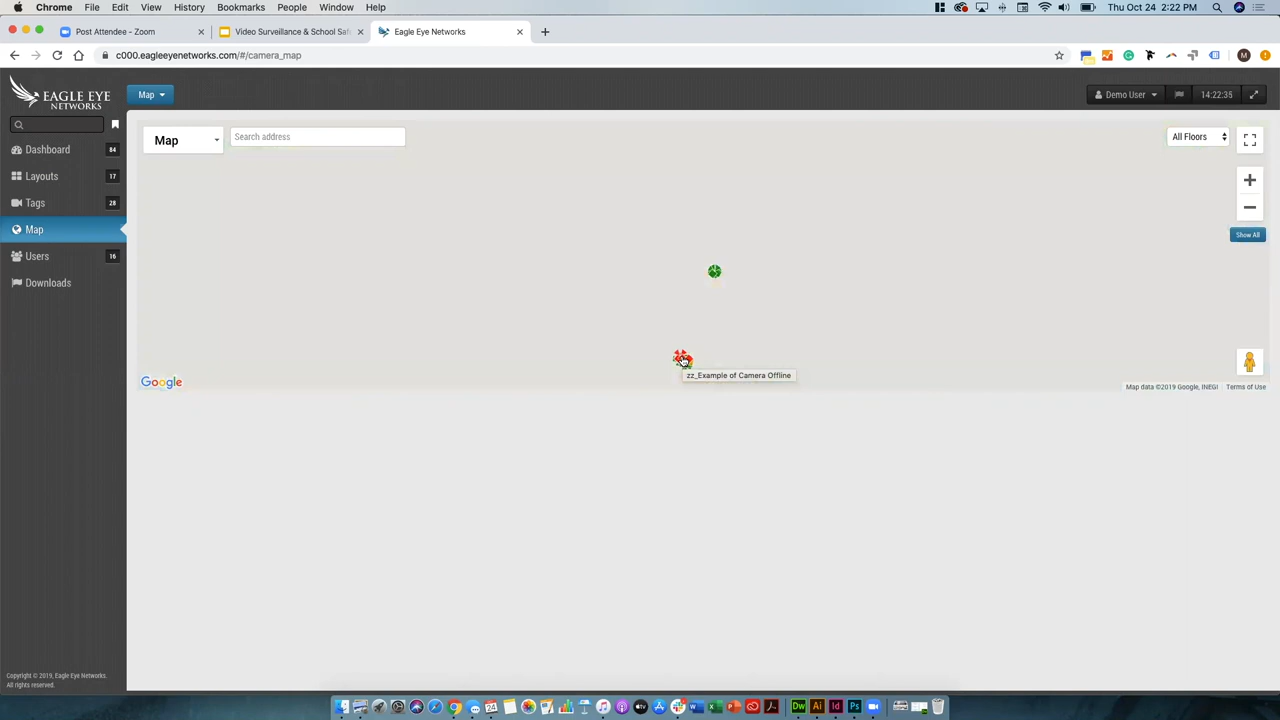 Chrome File Edit View History Bookmarks People Window Help Thu Oct 24 2:22 PM
Post Attendee - Zoom Video Surveillance & School Saf Eagle Eye Networks
c000.eagleeyenetworks.com/#/camera_map
EAGLE EYE
NETWORKS
Map
Demo User 14:22:35
Map Search address All Floors
Dashboard 84
Layouts 17
Tags 28
Map
Show All
Users 16
Downloads
zz_Example of Camera Offline
Google Map data ©2019 Google, INEGI Terms of Use
Copyright © 2019, Eagle Eye Networks.
All rights reserved.
Dw Ai Id Ps